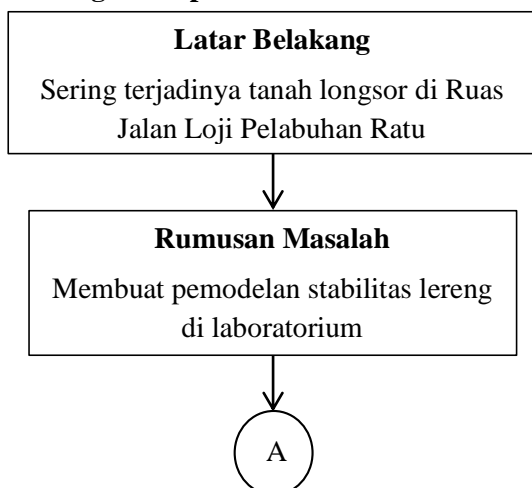 Latar Belakang
Sering terjadinya tanah longsor di Ruas
Jalan Loji Pelabuhan Ratu
Rumusan Masalah
Membuat pemodelan stabilitas lereng
di laboratorium
A